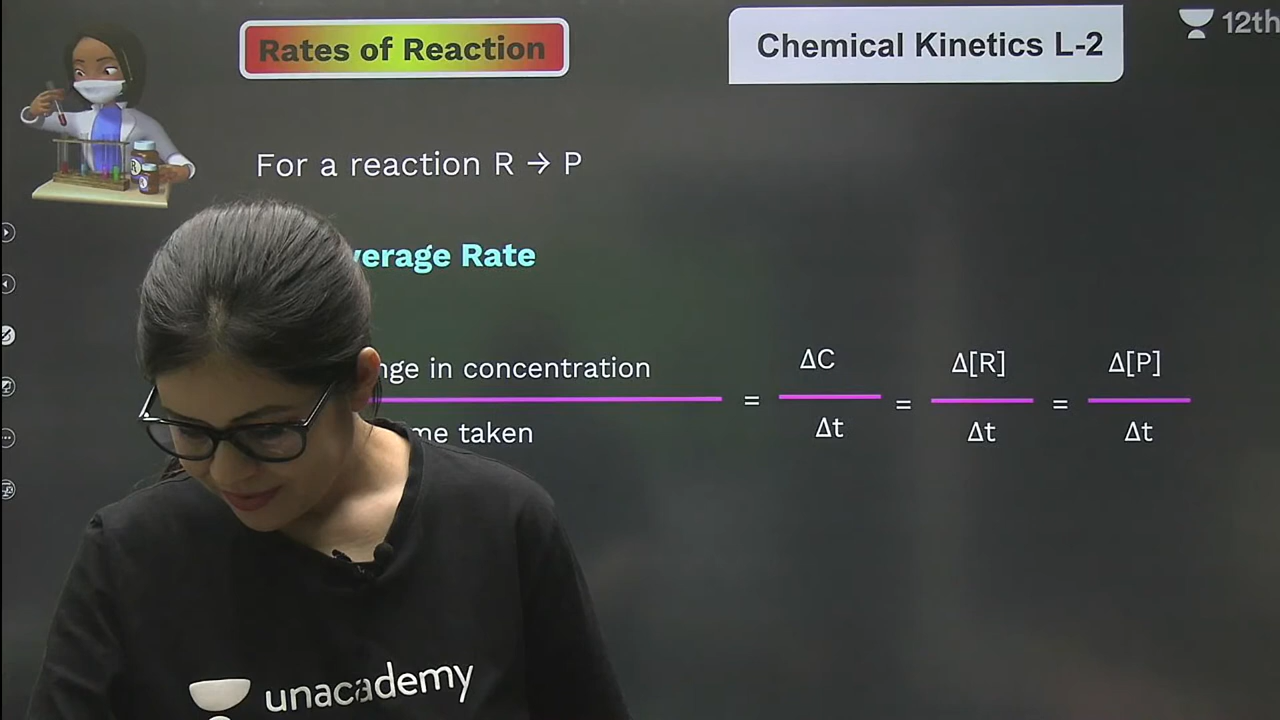 Rates of Reaction
Chemical Kinetics L-2
12th
For a reaction R → P
verage Rate
nge in concentration
me taken
= ΔC / Δt = Δ[R] / Δt = Δ[P] / Δt
unacademy